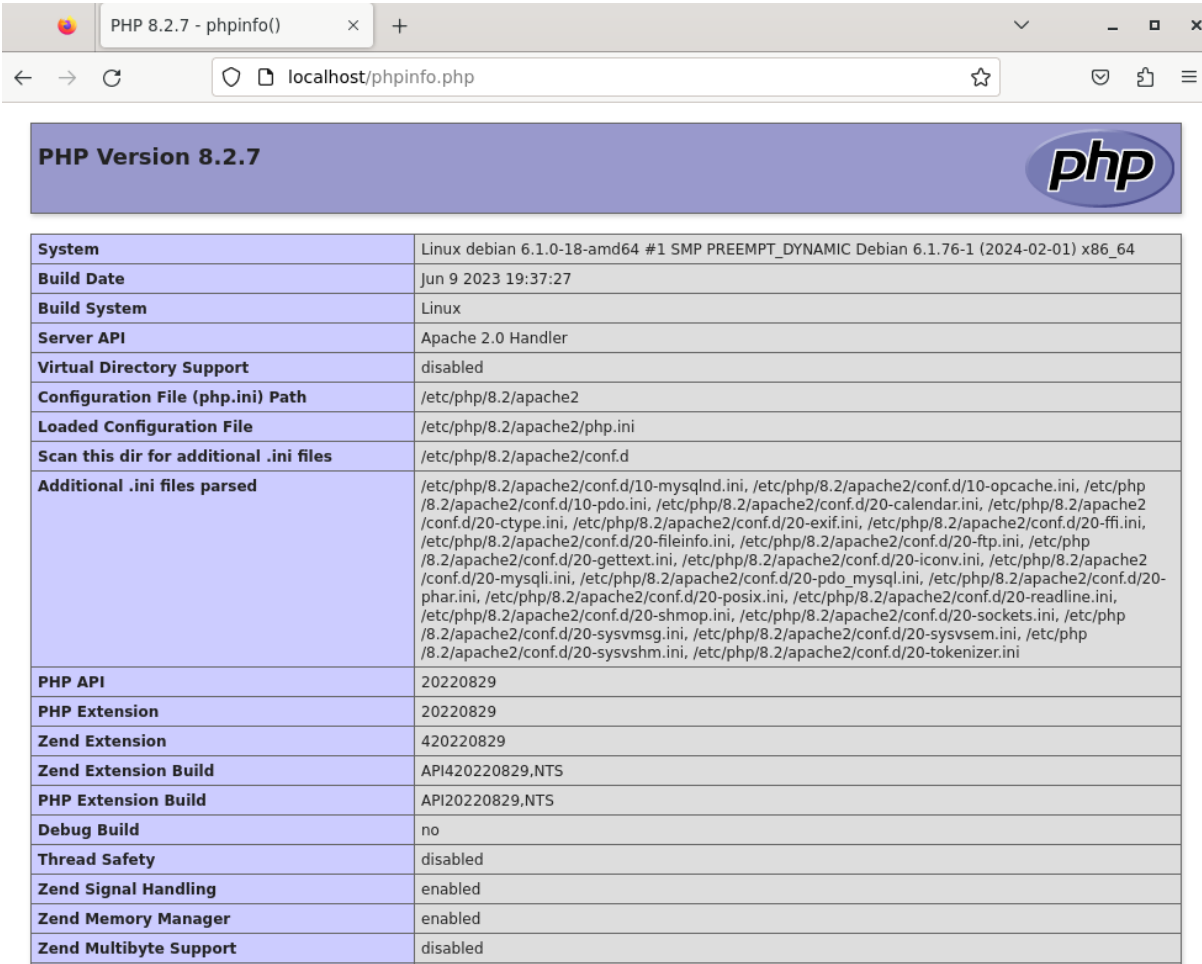 PHP 8.2.7 - phpinfo()
localhost/phpinfo.php
PHP Version 8.2.7
php
System Linux debian 6.1.0-18-amd64 #1 SMP PREEMPT_DYNAMIC Debian 6.1.76-1 (2024-02-01) x86_64
Build Date Jun 9 2023 19:37:27
Build System Linux
Server API Apache 2.0 Handler
Virtual Directory Support disabled
Configuration File (php.ini) Path /etc/php/8.2/apache2
Loaded Configuration File /etc/php/8.2/apache2/php.ini
Scan this dir for additional .ini files /etc/php/8.2/apache2/conf.d
Additional .ini files parsed /etc/php/8.2/apache2/conf.d/10-mysqlnd.ini, /etc/php/8.2/apache2/conf.d/10-opcache.ini, /etc/php
/8.2/apache2/conf.d/10-pdo.ini, /etc/php/8.2/apache2/conf.d/20-calendar.ini, /etc/php/8.2/apache2
/conf.d/20-ctype.ini, /etc/php/8.2/apache2/conf.d/20-exif.ini, /etc/php/8.2/apache2/conf.d/20-ffi.ini,
/etc/php/8.2/apache2/conf.d/20-fileinfo.ini, /etc/php/8.2/apache2/conf.d/20-ftp.ini, /etc/php
/8.2/apache2/conf.d/20-gettext.ini, /etc/php/8.2/apache2/conf.d/20-iconv.ini, /etc/php/8.2/apache2
/conf.d/20-mysqli.ini, /etc/php/8.2/apache2/conf.d/20-pdo_mysql.ini, /etc/php/8.2/apache2/conf.d/20-
phar.ini, /etc/php/8.2/apache2/conf.d/20-posix.ini, /etc/php/8.2/apache2/conf.d/20-readline.ini,
/etc/php/8.2/apache2/conf.d/20-shmop.ini, /etc/php/8.2/apache2/conf.d/20-sockets.ini, /etc/php
/8.2/apache2/conf.d/20-sysvmsg.ini, /etc/php/8.2/apache2/conf.d/20-sysvsem.ini, /etc/php
/8.2/apache2/conf.d/20-sysvshm.ini, /etc/php/8.2/apache2/conf.d/20-tokenizer.ini
PHP API 20220829
PHP Extension 20220829
Zend Extension 420220829
Zend Extension Build API420220829,NTS
PHP Extension Build API20220829,NTS
Debug Build no
Thread Safety disabled
Zend Signal Handling enabled
Zend Memory Manager enabled
Zend Multibyte Support disabled